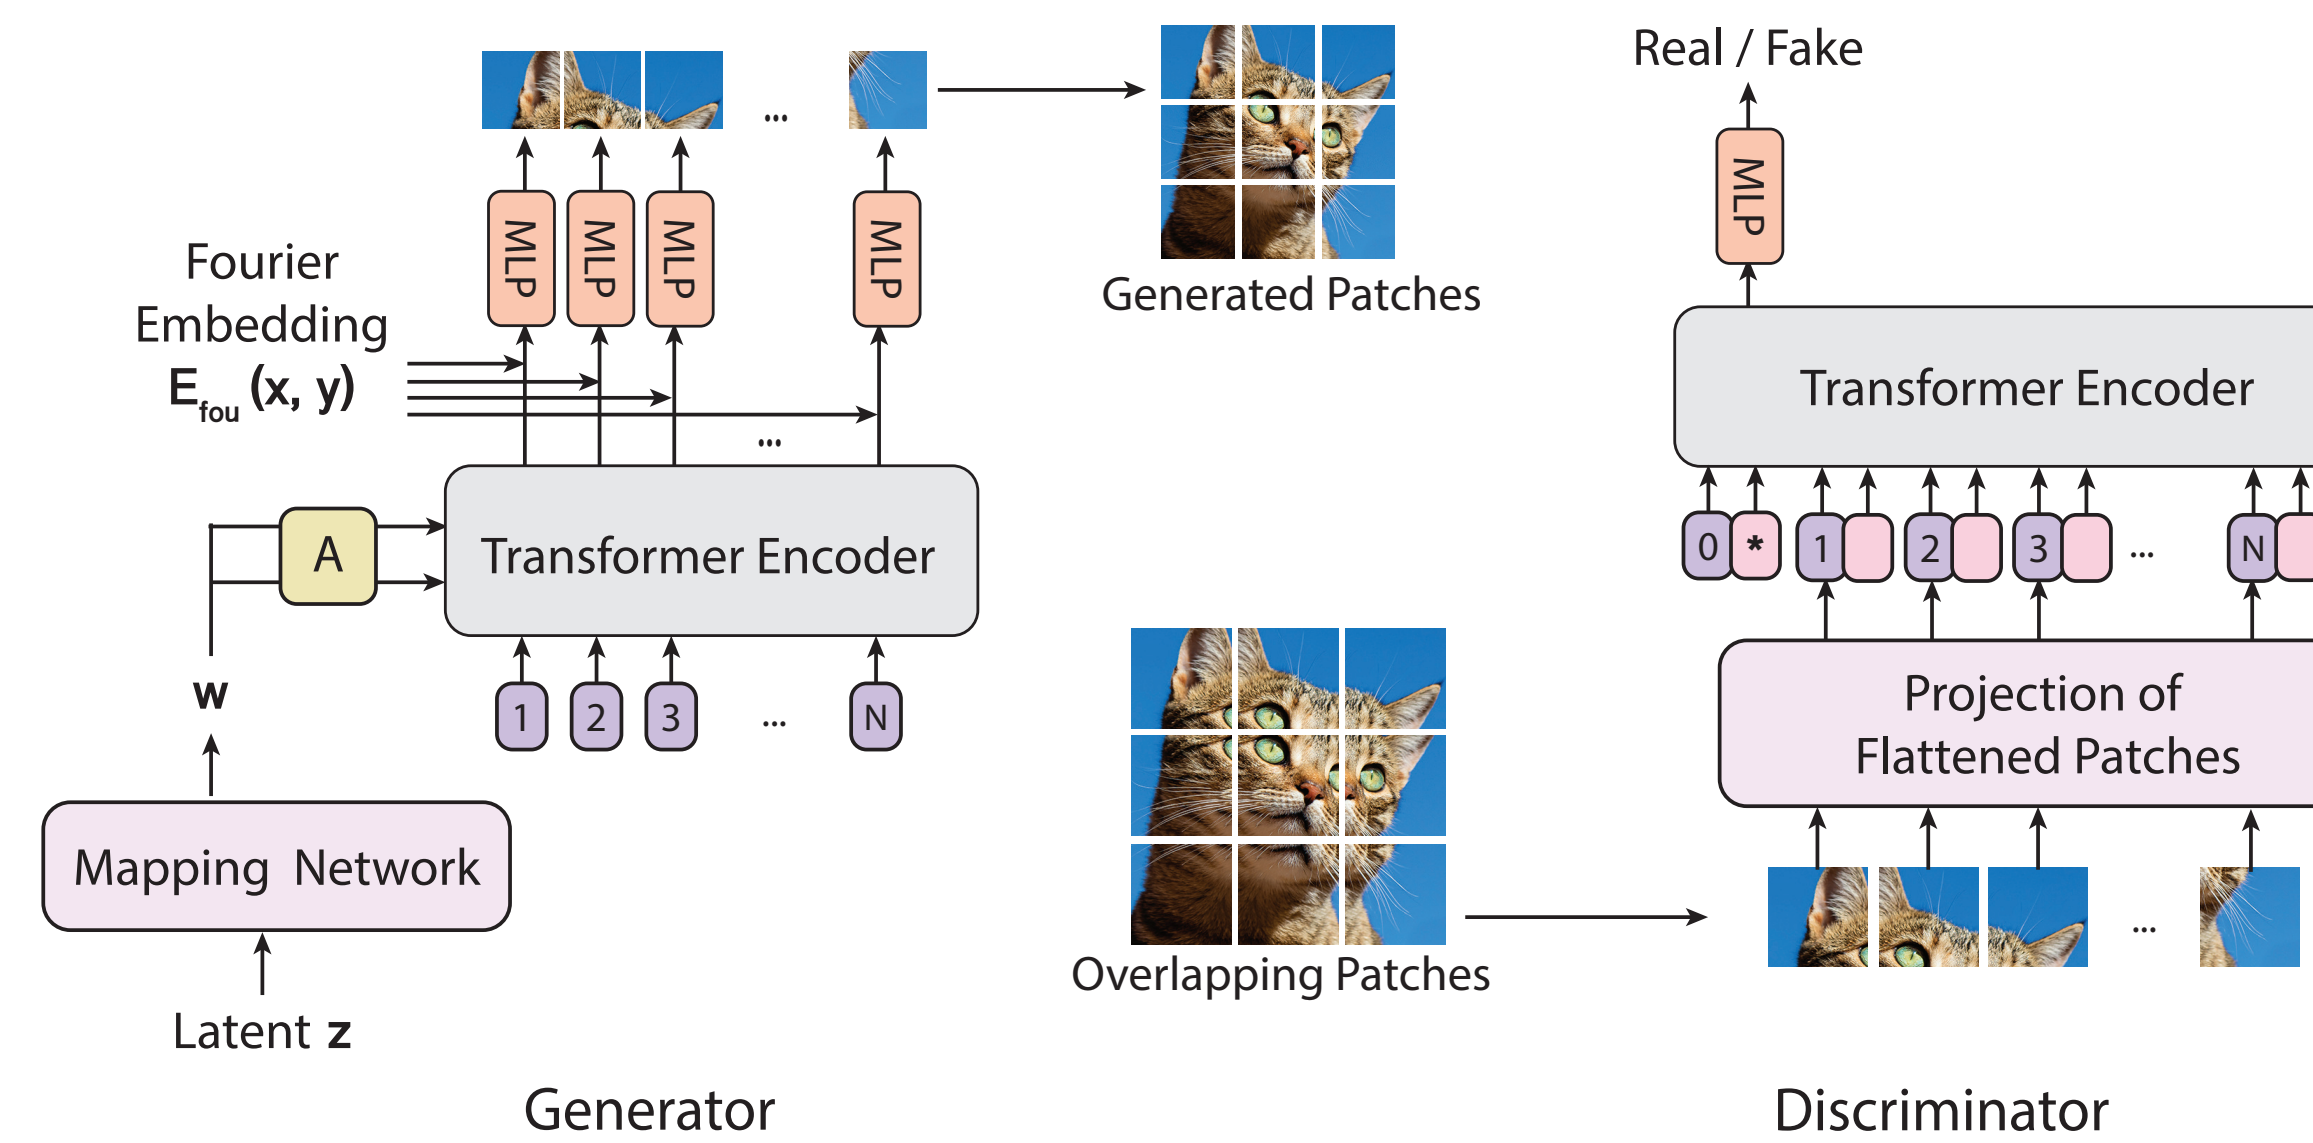 Real / Fake
MLP
MLP
MLP
MLP
MLP
Fourier
Embedding
E_fou (x, y)
...
...
Generated Patches
Transformer Encoder
A
Transformer Encoder
w
1 2 3 ... N
0 * 1 2 3 ... N
Mapping Network
Latent z
Overlapping Patches
Projection of
Flattened Patches
...
Generator
Discriminator